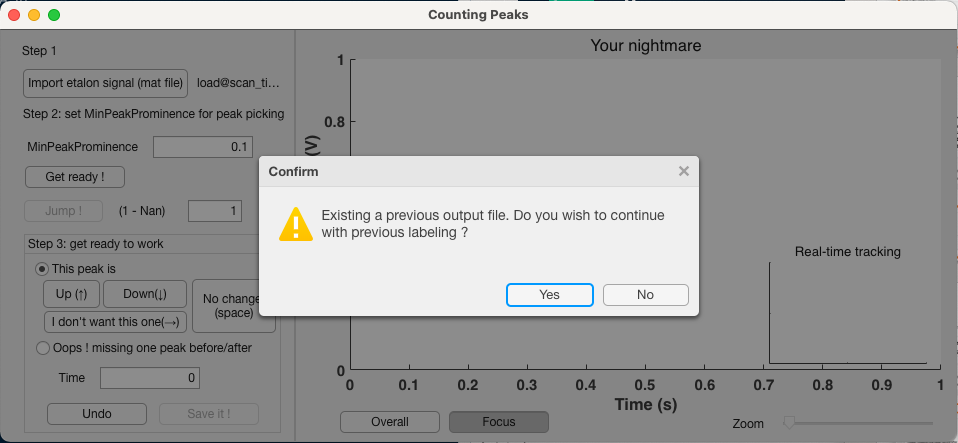 Counting Peaks
Step 1
Import etalon signal (mat file)
load@scan_ti...
Step 2: set MinPeakProminence for peak picking
MinPeakProminence
0.1
Get ready !
Jump !
(1 - Nan)
1
Step 3: get ready to work
This peak is
Up (↑)
Down(↓)
No change
(space)
I don't want this one(→)
Oops ! missing one peak before/after
Time
0
Undo
Save it !
Your nightmare
1
0.8
(V)
0
0
0.1
0.2
0.3
0.4
0.5
0.6
0.7
0.8
0.9
1
Time (s)
Real-time tracking
Overall
Focus
Zoom
Confirm
Existing a previous output file. Do you wish to continue
with previous labeling ?
Yes
No